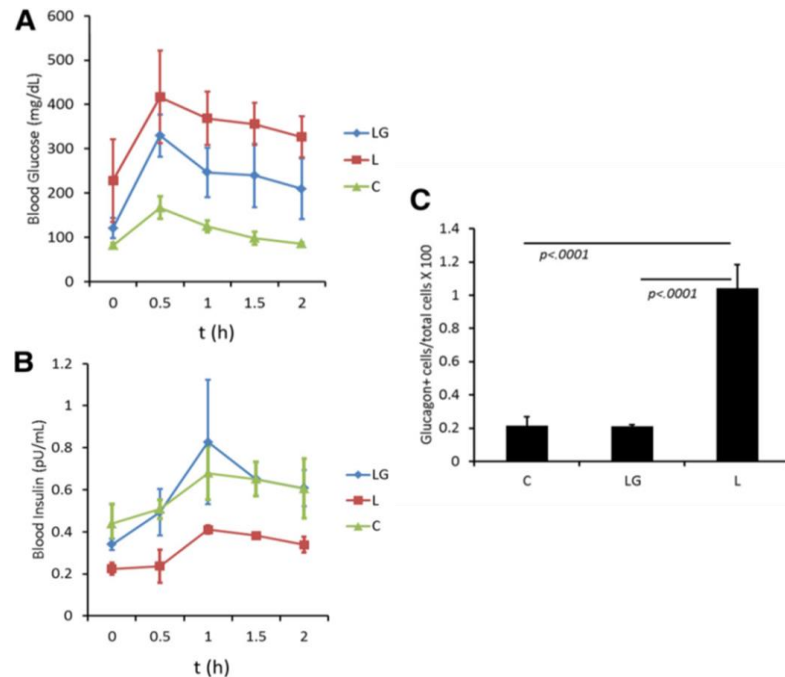 A
600
500
400
300
200
100
0
Blood Glucose (mg/dL)
0 0.5 1 1.5 2
t (h)
LG
L
C
B
1.2
1
0.8
0.6
0.4
0.2
0
Blood Insulin (pU/mL)
0 0.5 1 1.5 2
t (h)
LG
L
C
C
1.4
1.2
1
0.8
0.6
0.4
0.2
0
Glucagon+ cells/total cells X 100
p<.0001
p<.0001
C LG L